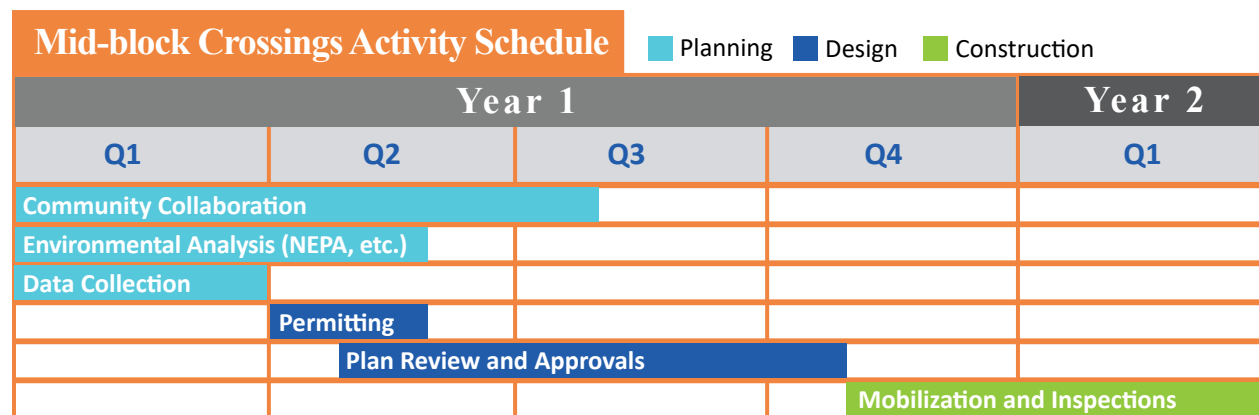 Mid-block Crossings Activity Schedule
Planning Design Construction
Year 1 Year 2
Q1 Q2 Q3 Q4 Q1
Community Collaboration
Environmental Analysis (NEPA, etc.)
Data Collection
Permitting
Plan Review and Approvals
Mobilization and Inspections